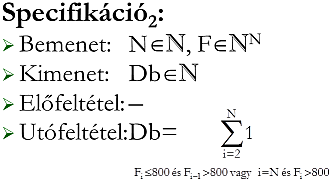 Specifikáció₂:
➢ Bemenet: N∈ℕ, F∈ℕᴺ
➢ Kimenet: Db∈ℕ
➢ Előfeltétel:–
➢ Utófeltétel:Db=
N
∑1
i=2
Fᵢ≤800 és Fᵢ₋₁>800 vagy i=N és Fᵢ>800